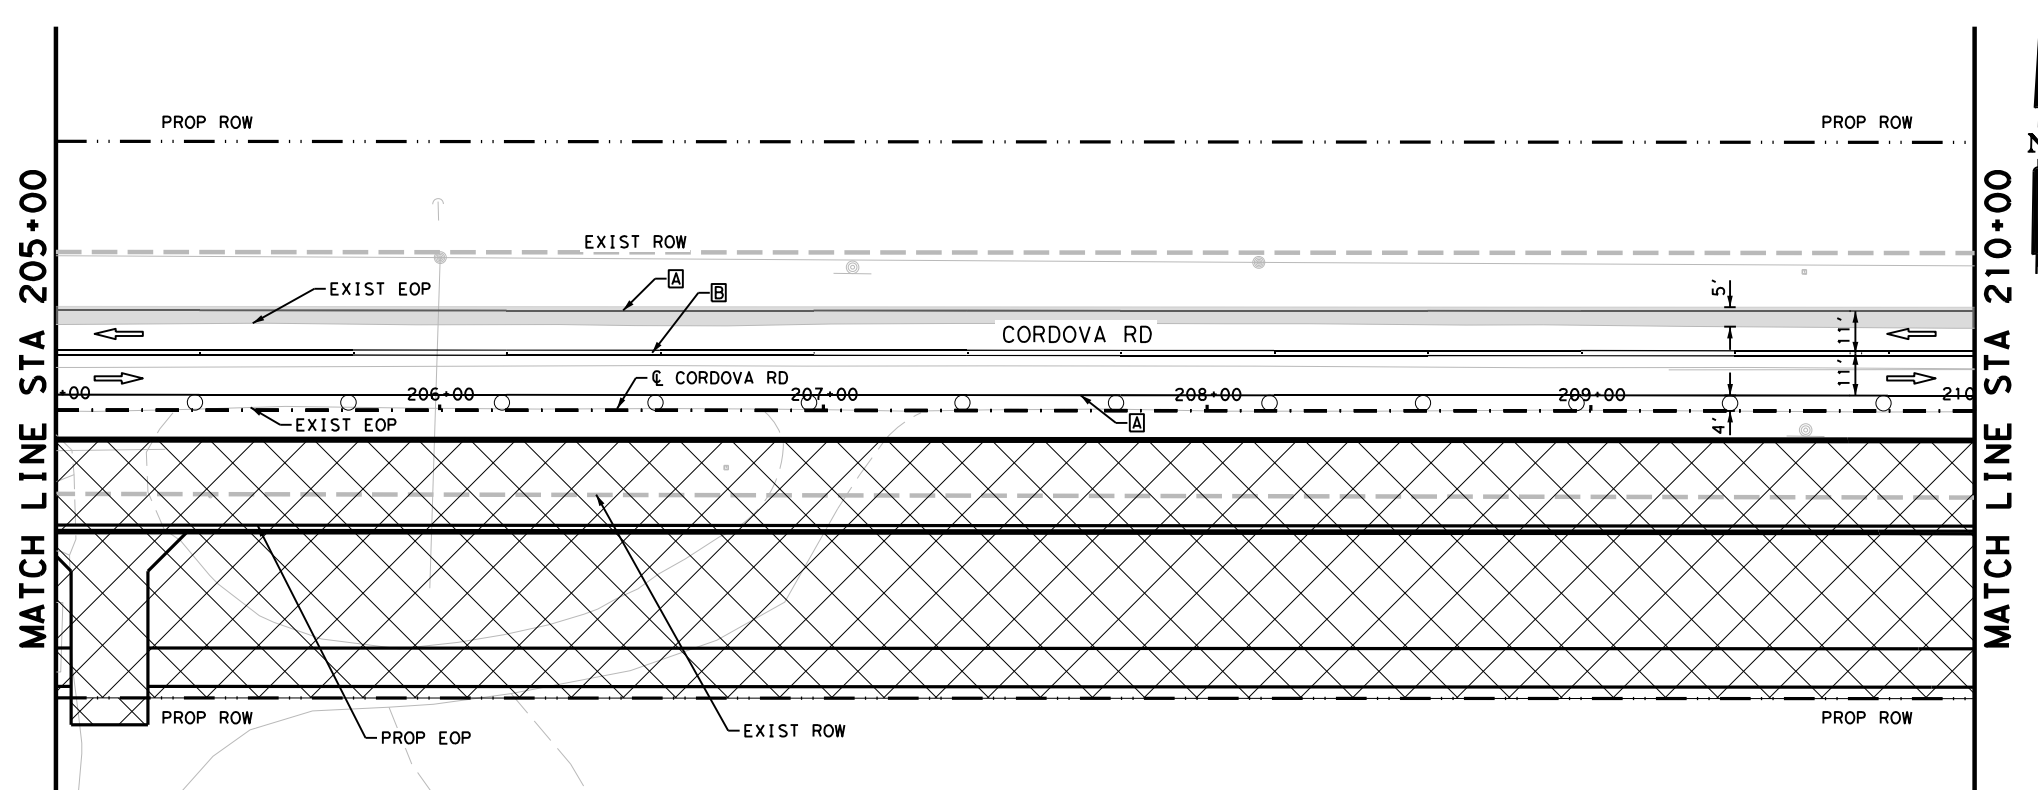 PROP ROW
PROP ROW
MATCH LINE STA 205+00
MATCH LINE STA 210+00
Z
EXIST ROW
A
EXIST EOP
B
5'
11'
CORDOVA RD
11'
℄ CORDOVA RD
+00
206+00
207+00
208+00
209+00
210
EXIST EOP
A
4'
PROP ROW
PROP ROW
PROP EOP
EXIST ROW